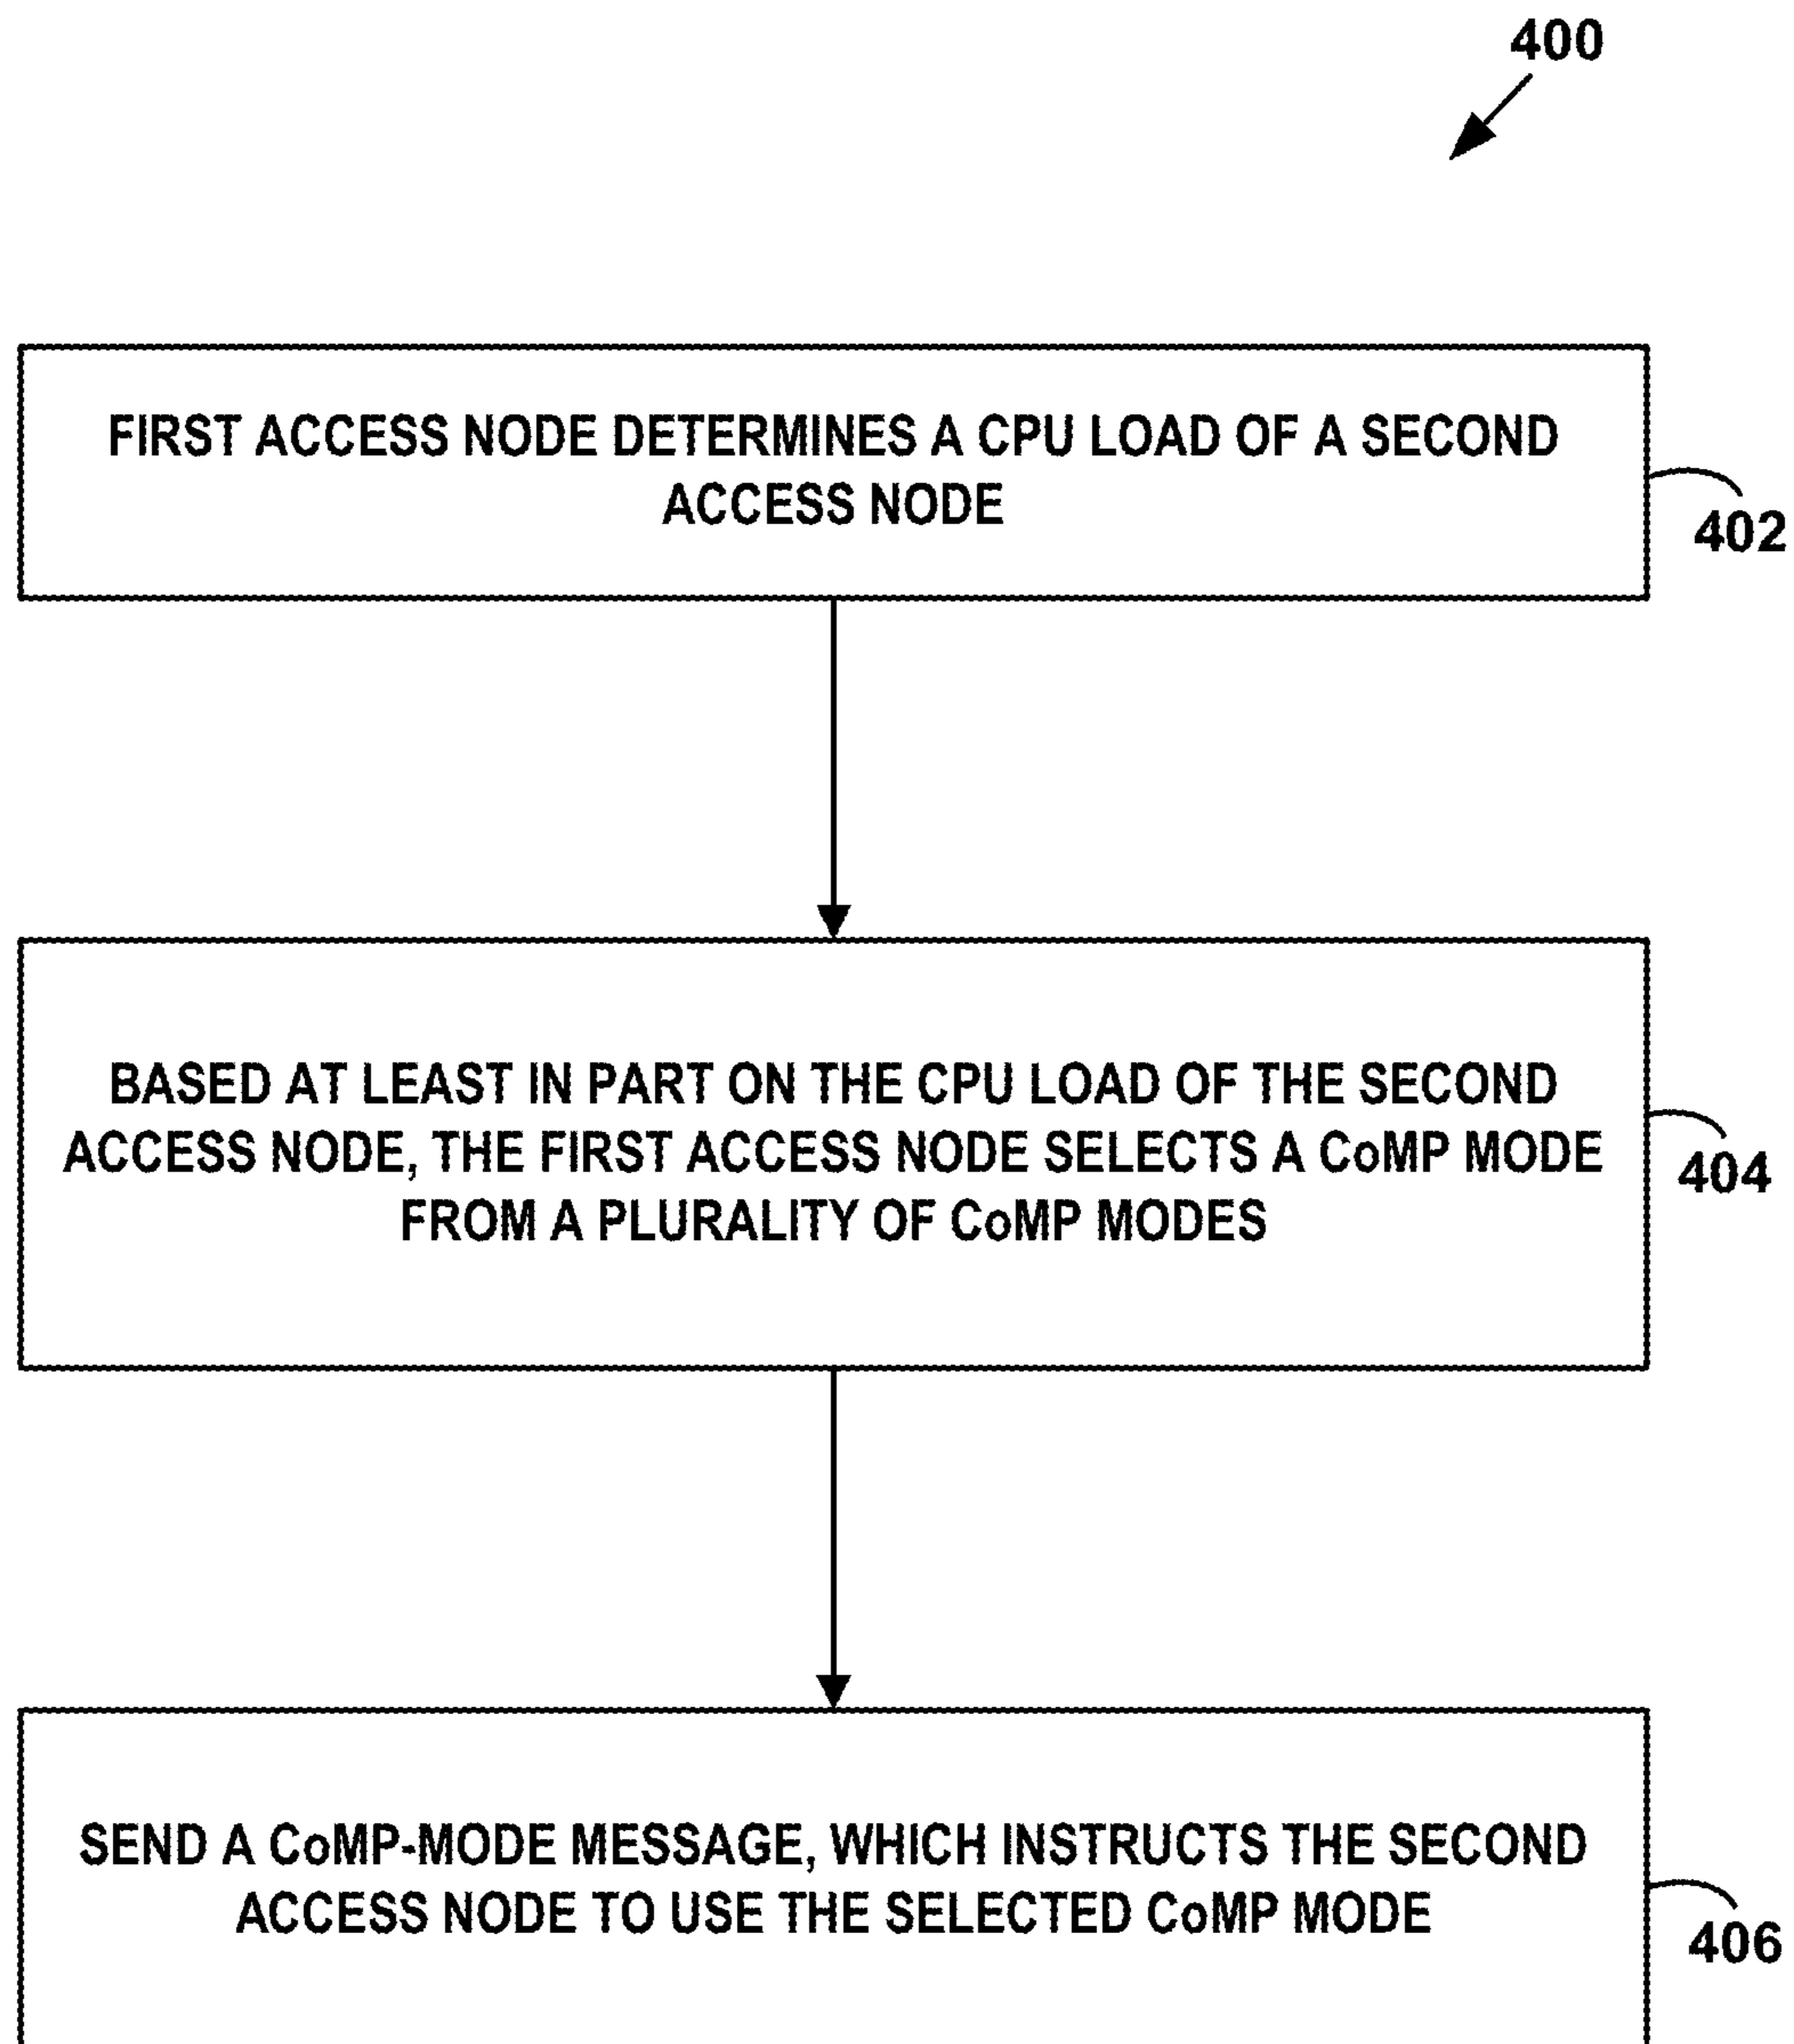 400
FIRST ACCESS NODE DETERMINES A CPU LOAD OF A SECOND
ACCESS NODE
402
BASED AT LEAST IN PART ON THE CPU LOAD OF THE SECOND
ACCESS NODE, THE FIRST ACCESS NODE SELECTS A CoMP MODE
FROM A PLURALITY OF CoMP MODES
404
SEND A CoMP-MODE MESSAGE, WHICH INSTRUCTS THE SECOND
ACCESS NODE TO USE THE SELECTED CoMP MODE
406